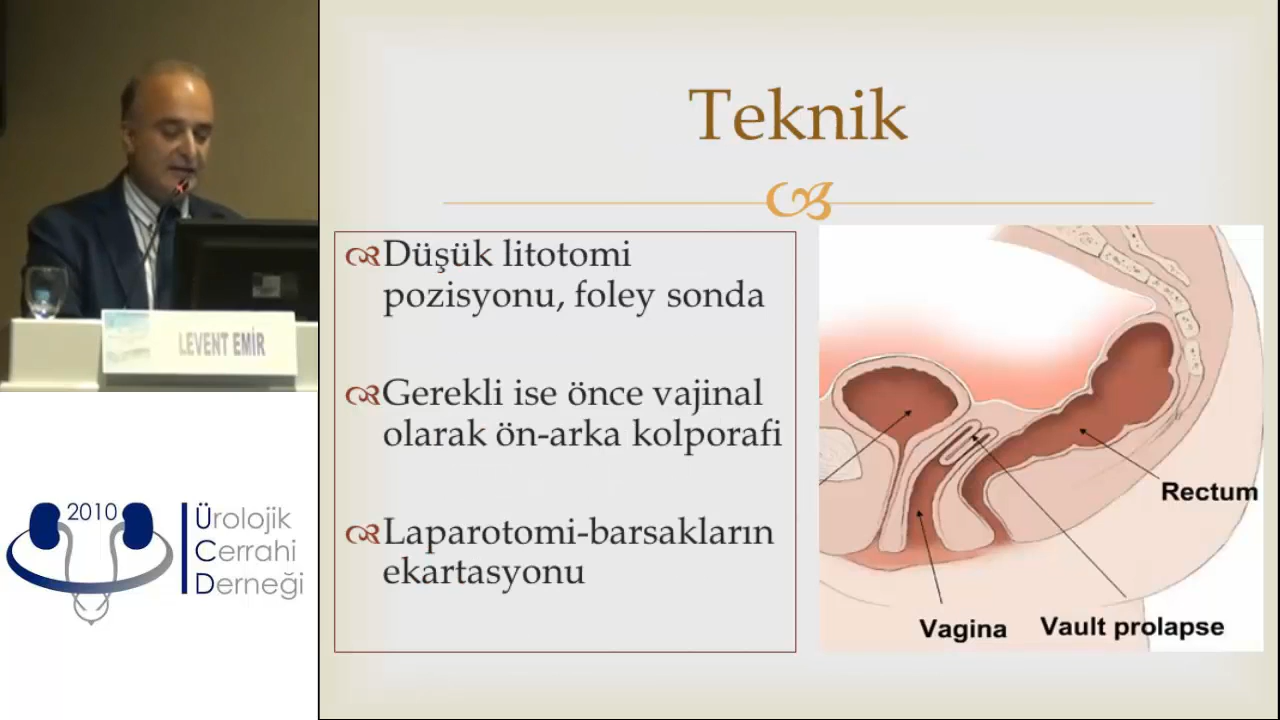 LEVENT EMİR
2010
Ürolojik
Cerrahi
Derneği
Teknik
Düşük litotomi
pozisyonu, foley sonda
Gerekli ise önce vajinal
olarak ön-arka kolporafi
Laparotomi-barsakların
ekartasyonu
Rectum
Vagina
Vault prolapse